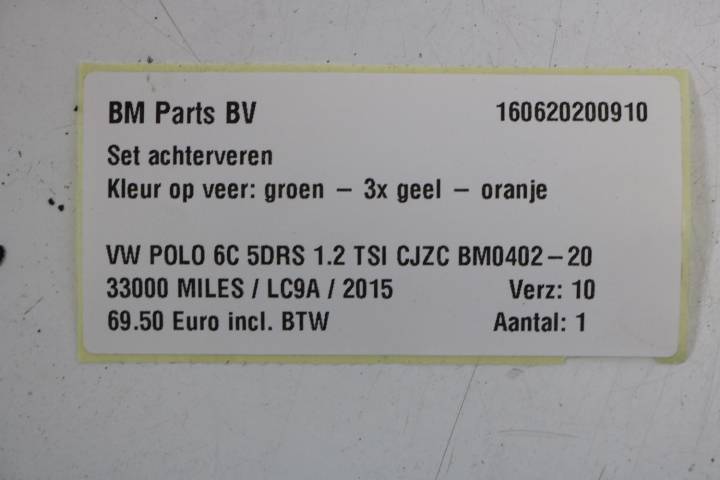 BM Parts BV 160620200910
Set achterveren
Kleur op veer: groen – 3x geel – oranje
VW POLO 6C 5DRS 1.2 TSI CJZC BM0402–20
33000 MILES / LC9A / 2015 Verz: 10
69.50 Euro incl. BTW Aantal: 1